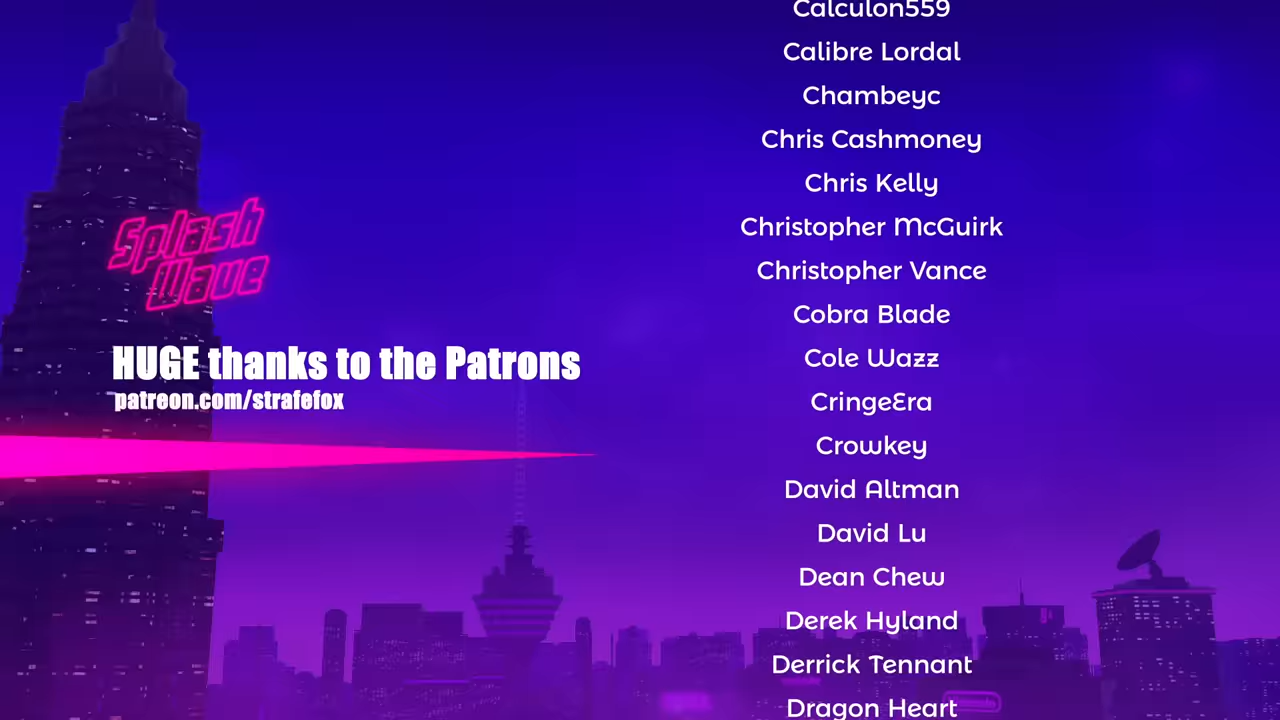 Splash
Wave
HUGE thanks to the Patrons
patreon.com/strafefox
Calculon559
Calibre Lordal
Chambeyc
Chris Cashmoney
Chris Kelly
Christopher McGuirk
Christopher Vance
Cobra Blade
Cole Wazz
CringeEra
Crowkey
David Altman
David Lu
Dean Chew
Derek Hyland
Derrick Tennant
Dragon Heart